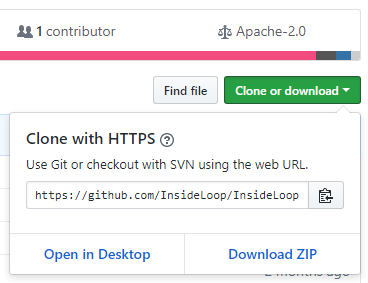 1 contributor
Apache-2.0
Find file
Clone or download
Clone with HTTPS
Use Git or checkout with SVN using the web URL.
https://github.com/InsideLoop/InsideLoop
Open in Desktop
Download ZIP
2 months ago